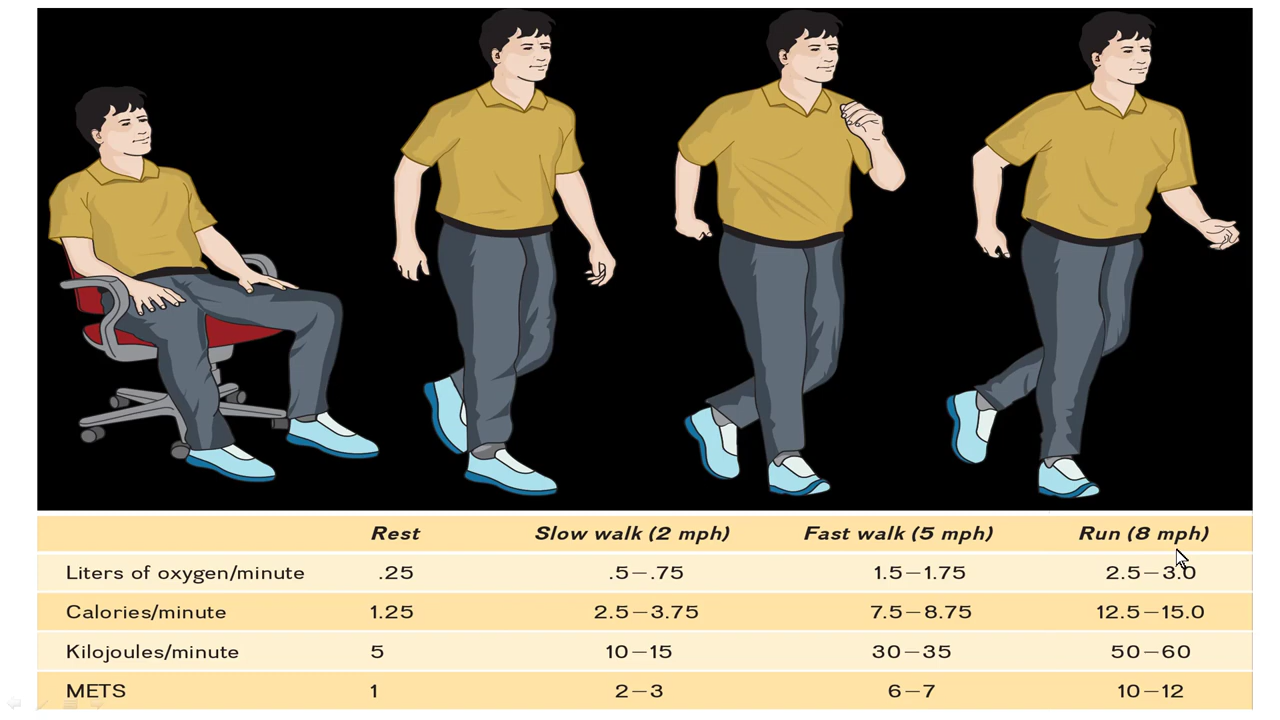 Rest Slow walk (2 mph) Fast walk (5 mph) Run (8 mph)
Liters of oxygen/minute .25 .5—.75 1.5—1.75 2.5—3.0
Calories/minute 1.25 2.5—3.75 7.5—8.75 12.5—15.0
Kilojoules/minute 5 10—15 30—35 50—60
METS 1 2—3 6—7 10—12